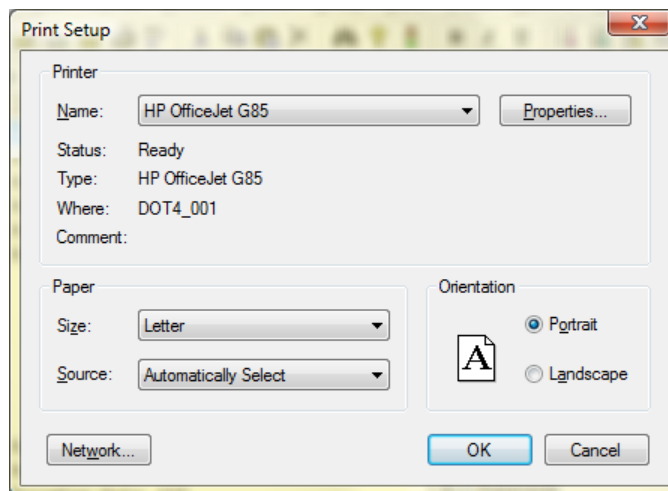 Print Setup
Printer
Name: HP OfficeJet G85 Properties...
Status: Ready
Type: HP OfficeJet G85
Where: DOT4_001
Comment:
Paper
Size: Letter
Source: Automatically Select
Orientation
A
Portrait
Landscape
Network... OK Cancel